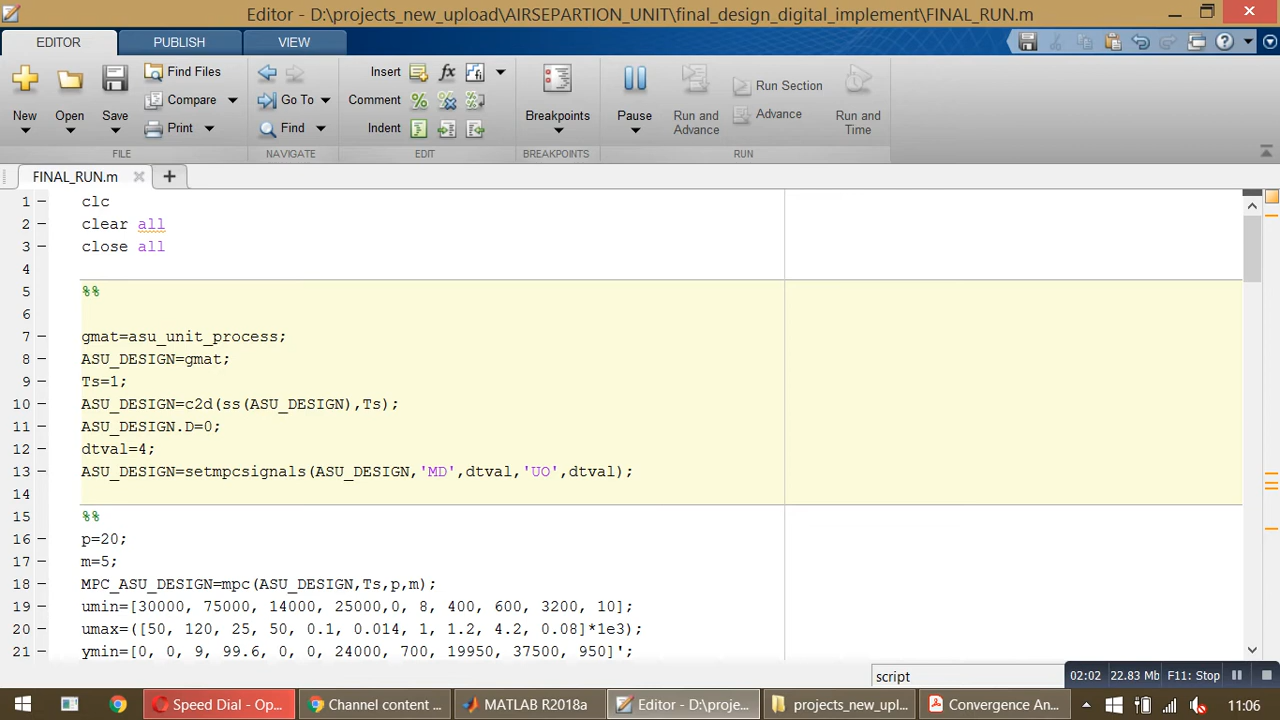 Editor - D:\projects_new_upload\AIRSEPARTION_UNIT\final_design_digital_implement\FINAL_RUN.m
EDITOR PUBLISH VIEW
New Open Save Find Files Compare Print
Insert Comment Indent
Go To Find
Breakpoints Pause Run and Advance Run Section Advance Run and Time
FILE NAVIGATE EDIT BREAKPOINTS RUN
FINAL_RUN.m
1 clc
2 clear all
3 close all
4
5 %%
6
7 gmat=asu_unit_process;
8 ASU_DESIGN=gmat;
9 Ts=1;
10 ASU_DESIGN=c2d(ss(ASU_DESIGN),Ts);
11 ASU_DESIGN.D=0;
12 dtval=4;
13 ASU_DESIGN=setmpcsignals(ASU_DESIGN,'MD',dtval,'UO',dtval);
14
15 %%
16 p=20;
17 m=5;
18 MPC_ASU_DESIGN=mpc(ASU_DESIGN,Ts,p,m);
19 umin=[30000, 75000, 14000, 25000,0, 8, 400, 600, 3200, 10];
20 umax=([50, 120, 25, 50, 0.1, 0.014, 1, 1.2, 4.2, 0.08]*1e3);
21 ymin=[0, 0, 9, 99.6, 0, 0, 24000, 700, 19950, 37500, 950]';
script
02:02 22.83 Mb F11: Stop
Speed Dial - Op... Channel content ... MATLAB R2018a Editor - D:\proje... projects_new_upl... Convergence An... 11:06